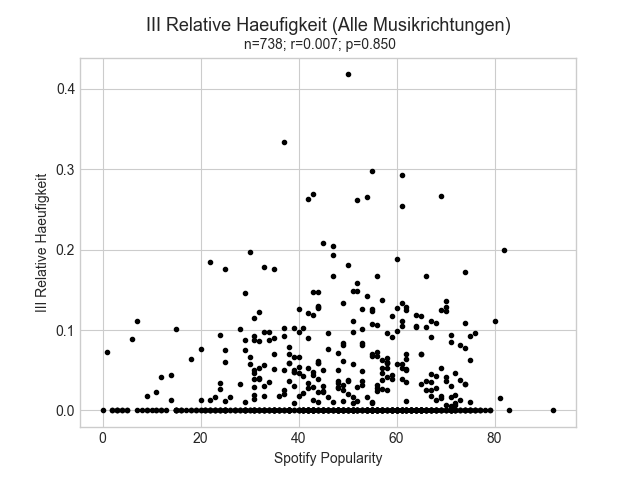 III Relative Haeufigkeit (Alle Musikrichtungen)
n=738; r=0.007; p=0.850
0.4
0.3
0.2
0.1
0.0
III Relative Haeufigkeit
0
20
40
60
80
Spotify Popularity